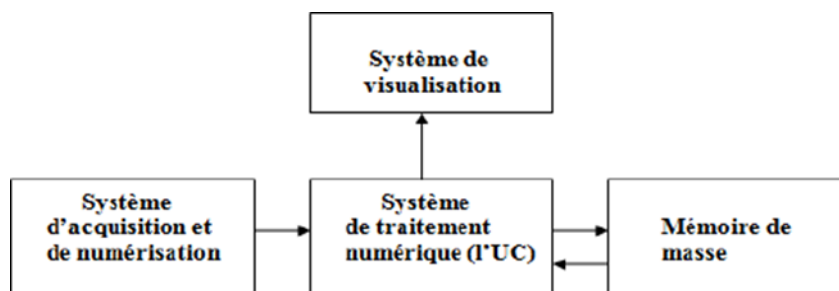 Système de
visualisation
Système
d'acquisition et
de numérisation
Système
de traitement
numérique (l'UC)
Mémoire de
masse